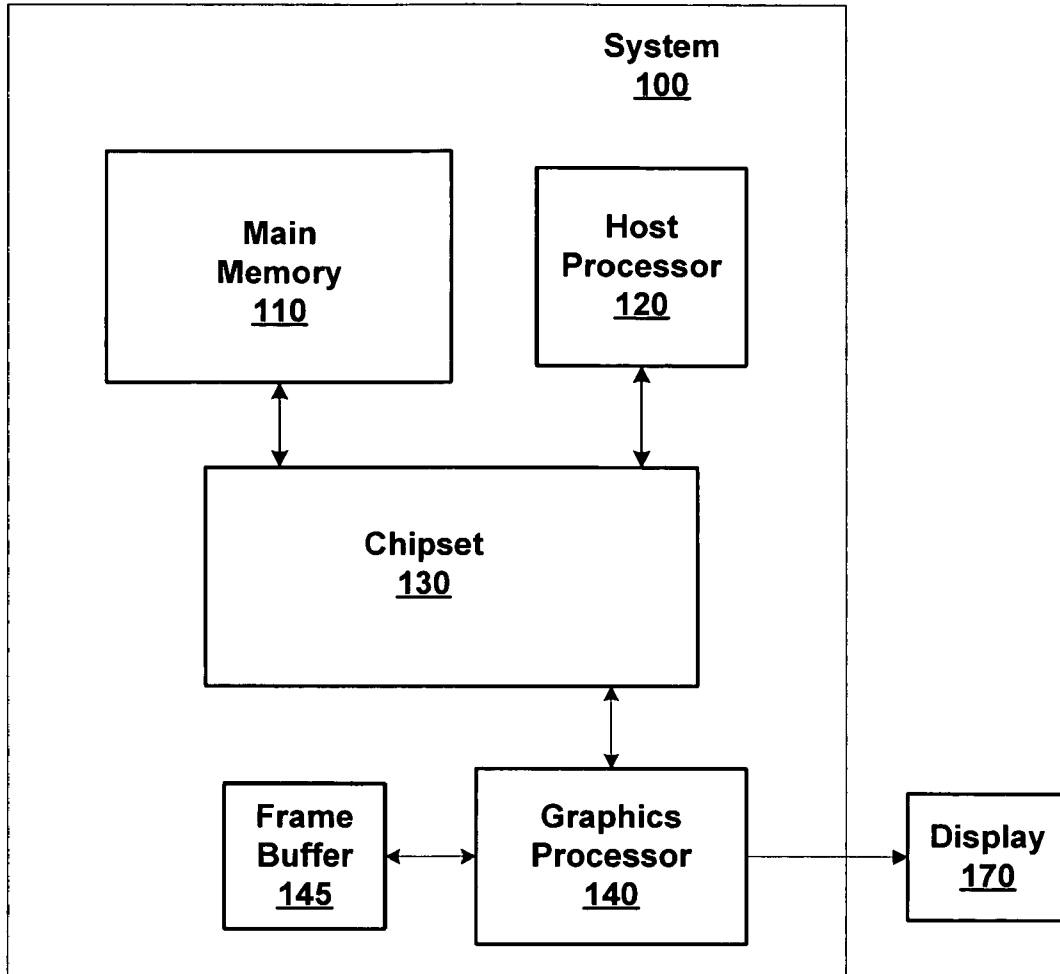 System
100
Main
Memory
110
Host
Processor
120
Chipset
130
Frame
Buffer
145
Graphics
Processor
140
Display
170